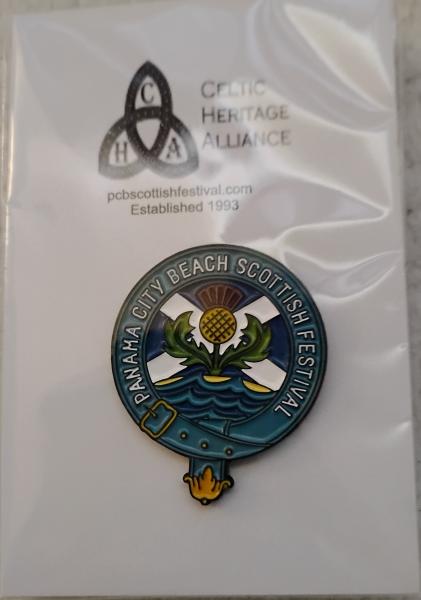 C
H A
CELTIC
HERITAGE
ALLIANCE
pcbscottishfestival.com
Established 1993
PANAMA CITY BEACH SCOTTISH FESTIVAL